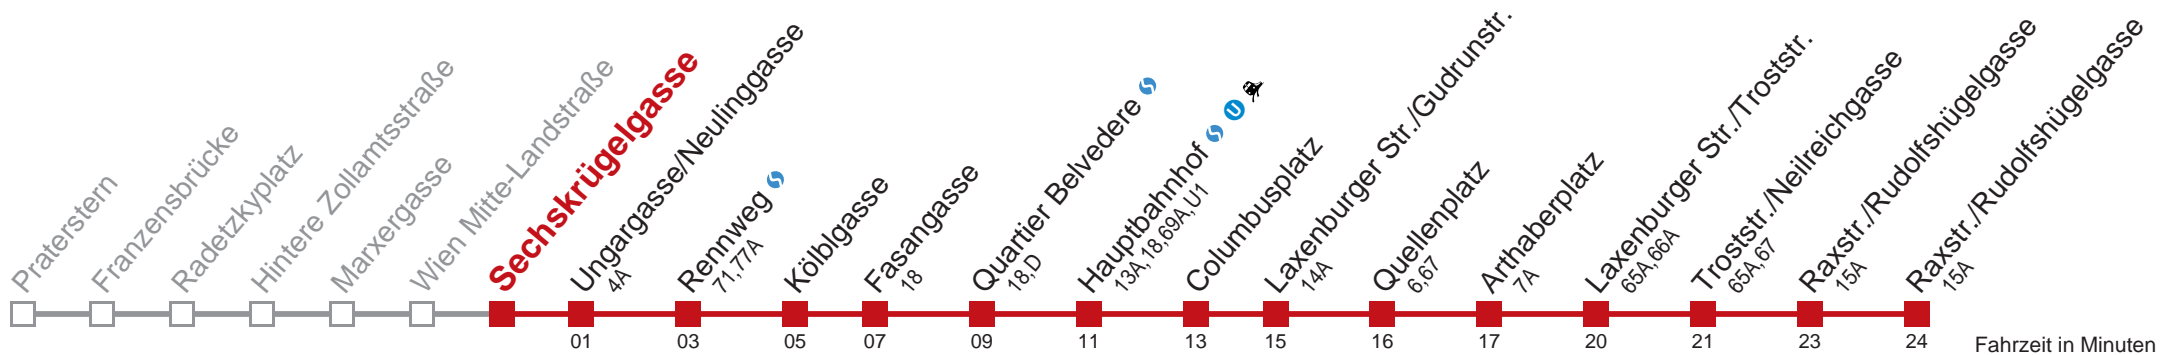 Praterstern
Franzensbrücke
Radetzkyplatz
Hintere Zollamtsstraße
Marxergasse
Wien Mitte-Landstraße
Sechskrügelgasse
Ungargasse/Neulinggasse
4A
01
Rennweg S
71,77A
03
Kölblgasse
05
Fasangasse
18
07
Quartier Belvedere S
18,D
09
Hauptbahnhof S U
13A,18,69A,U1
11
Columbusplatz
13
Laxenburger Str./Gudrunstr.
14A
15
Quellenplatz
6,67
16
Arthaberplatz
7A
17
Laxenburger Str./Troststr.
65A,66A
20
Troststr./Neilreichgasse
65A,67
21
Raxstr./Rudolfshügelgasse
15A
23
Raxstr./Rudolfshügelgasse
15A
24
Fahrzeit in Minuten